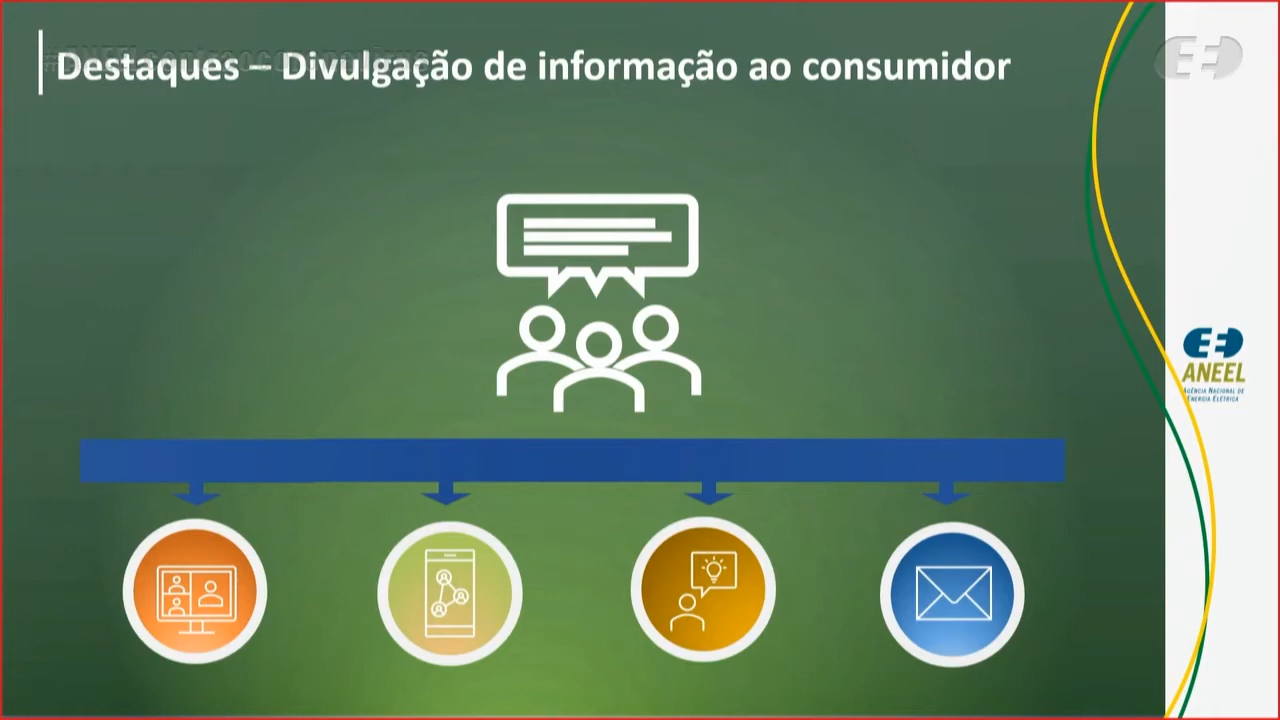 Destaques – Divulgação de informação ao consumidor
ANEEL
AGÊNCIA NACIONAL DE
ENERGIA ELÉTRICA